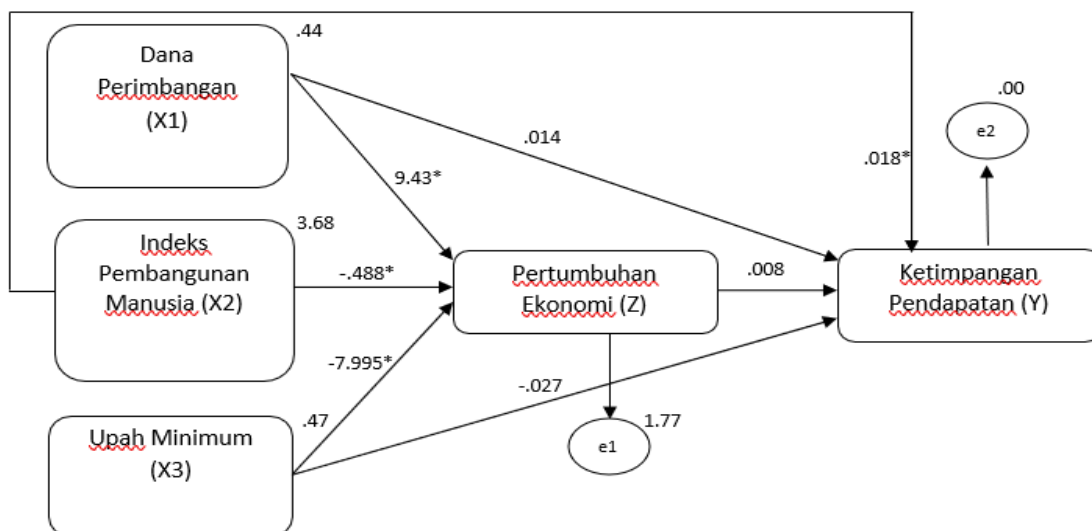 .44
Dana
Perimbangan
(X1)
.00
e2
.014
.018*
9.43*
3.68
Indeks
Pembangunan
Manusia (X2)
-.488*
Pertumbuhan
Ekonomi (Z)
.008
Ketimpangan
Pendapatan (Y)
-7.995*
-.027
.47
1.77
e1
Upah Minimum
(X3)